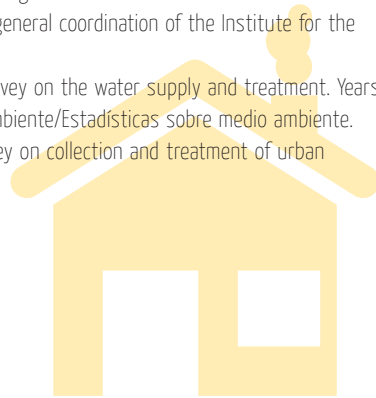 general coordination of the Institute for the
vey on the water supply and treatment. Years
nbiente/Estadísticas sobre medio ambiente.
ey on collection and treatment of urban